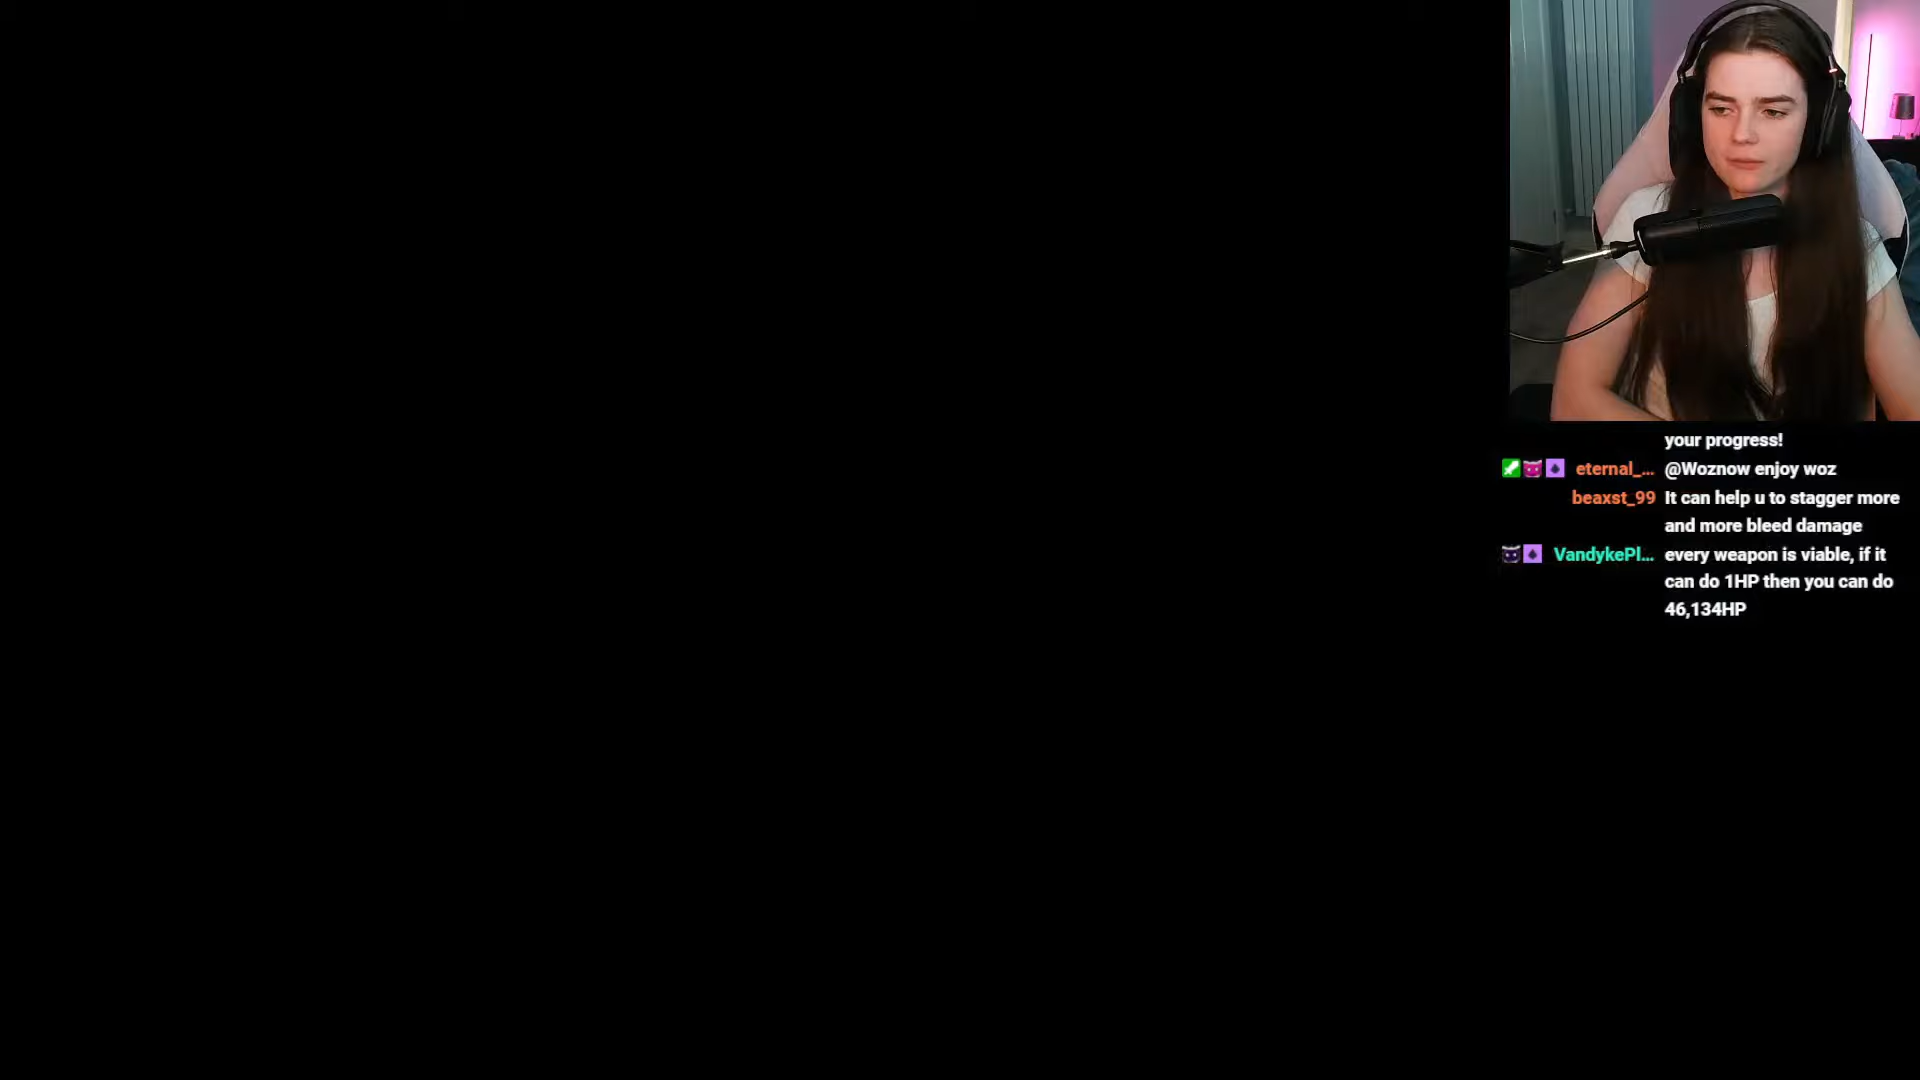 your progress!
eternal_... @Woznow enjoy woz
beaxst_99 It can help u to stagger more
and more bleed damage
VandykePl... every weapon is viable, if it
can do 1HP then you can do
46,134HP